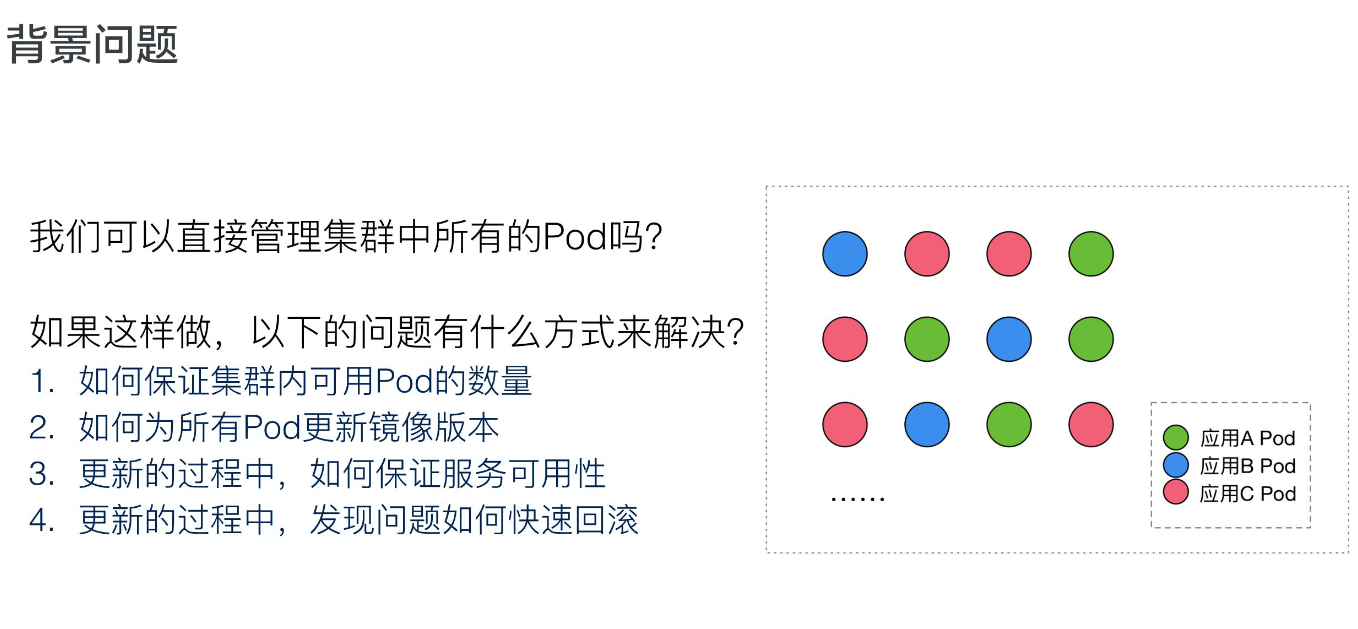 背景问题
我们可以直接管理集群中所有的Pod吗？
如果这样做，以下的问题有什么方式来解决？
1. 如何保证集群内可用Pod的数量
2. 如何为所有Pod更新镜像版本
3. 更新的过程中，如何保证服务可用性
4. 更新的过程中，发现问题如何快速回滚
......
应用A Pod
应用B Pod
应用C Pod